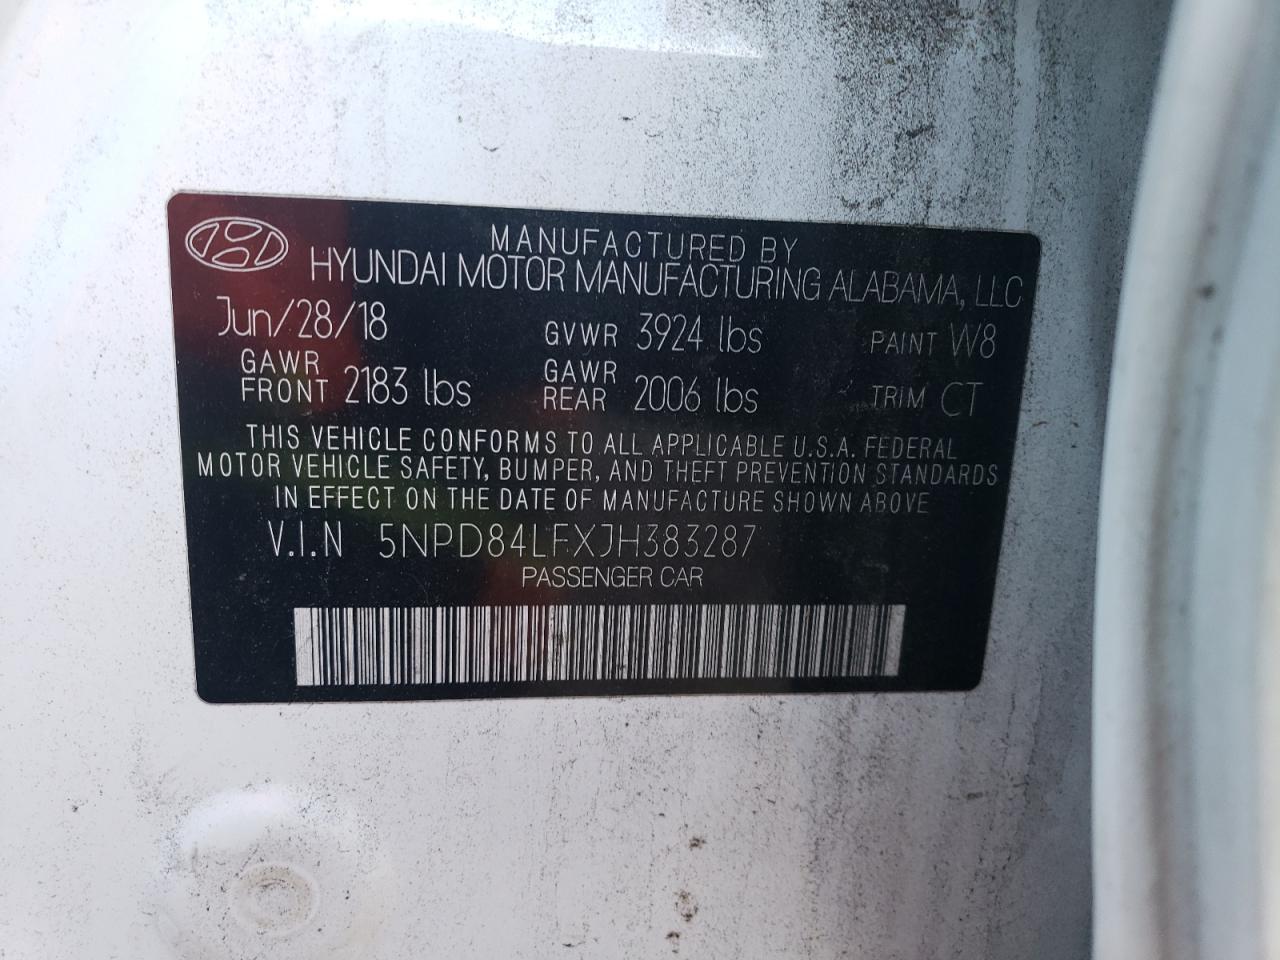 MANUFACTURED BY
HYUNDAI MOTOR MANUFACTURING ALABAMA, LLC
Jun/28/18 GVWR 3924 lbs PAINT W8
GAWR FRONT 2183 lbs GAWR REAR 2006 lbs TRIM CT
THIS VEHICLE CONFORMS TO ALL APPLICABLE U.S.A. FEDERAL
MOTOR VEHICLE SAFETY, BUMPER, AND THEFT PREVENTION STANDARDS
IN EFFECT ON THE DATE OF MANUFACTURE SHOWN ABOVE
V.I.N 5NPD84LFXJH383287
PASSENGER CAR